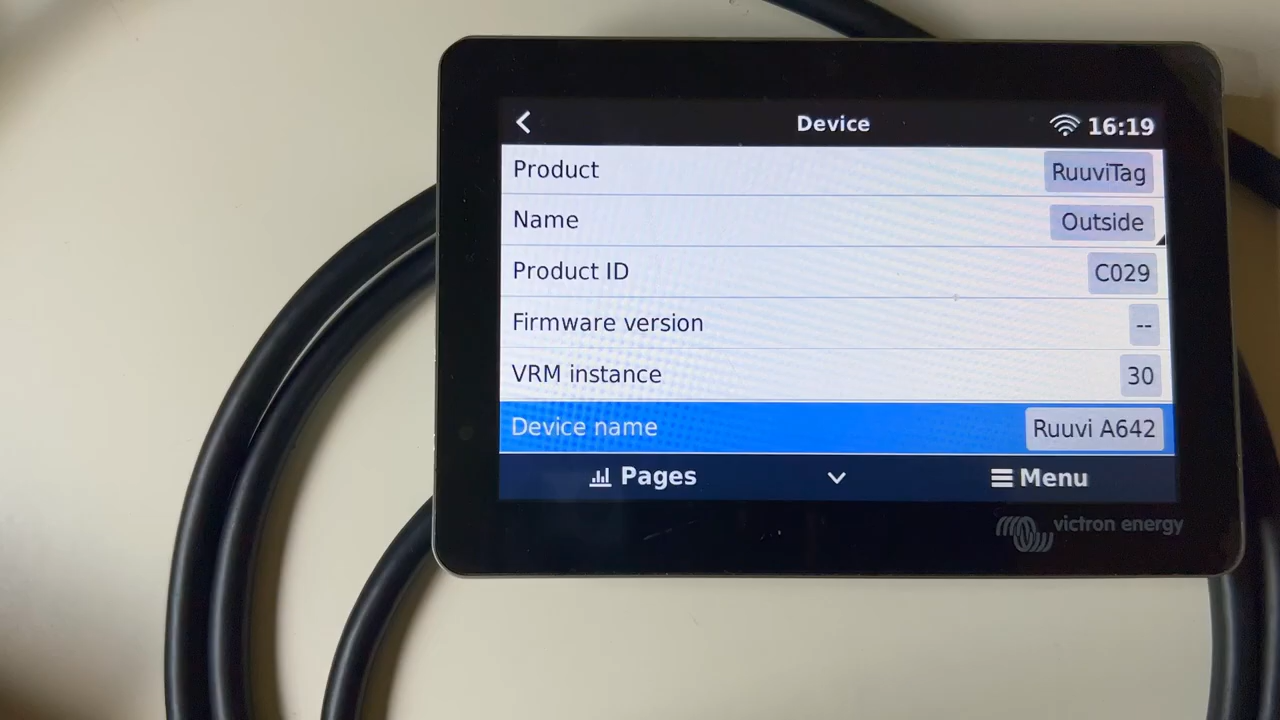 Device 16:19
Product RuuviTag
Name Outside
Product ID C029
Firmware version --
VRM instance 30
Device name Ruuvi A642
Pages Menu
victron energy